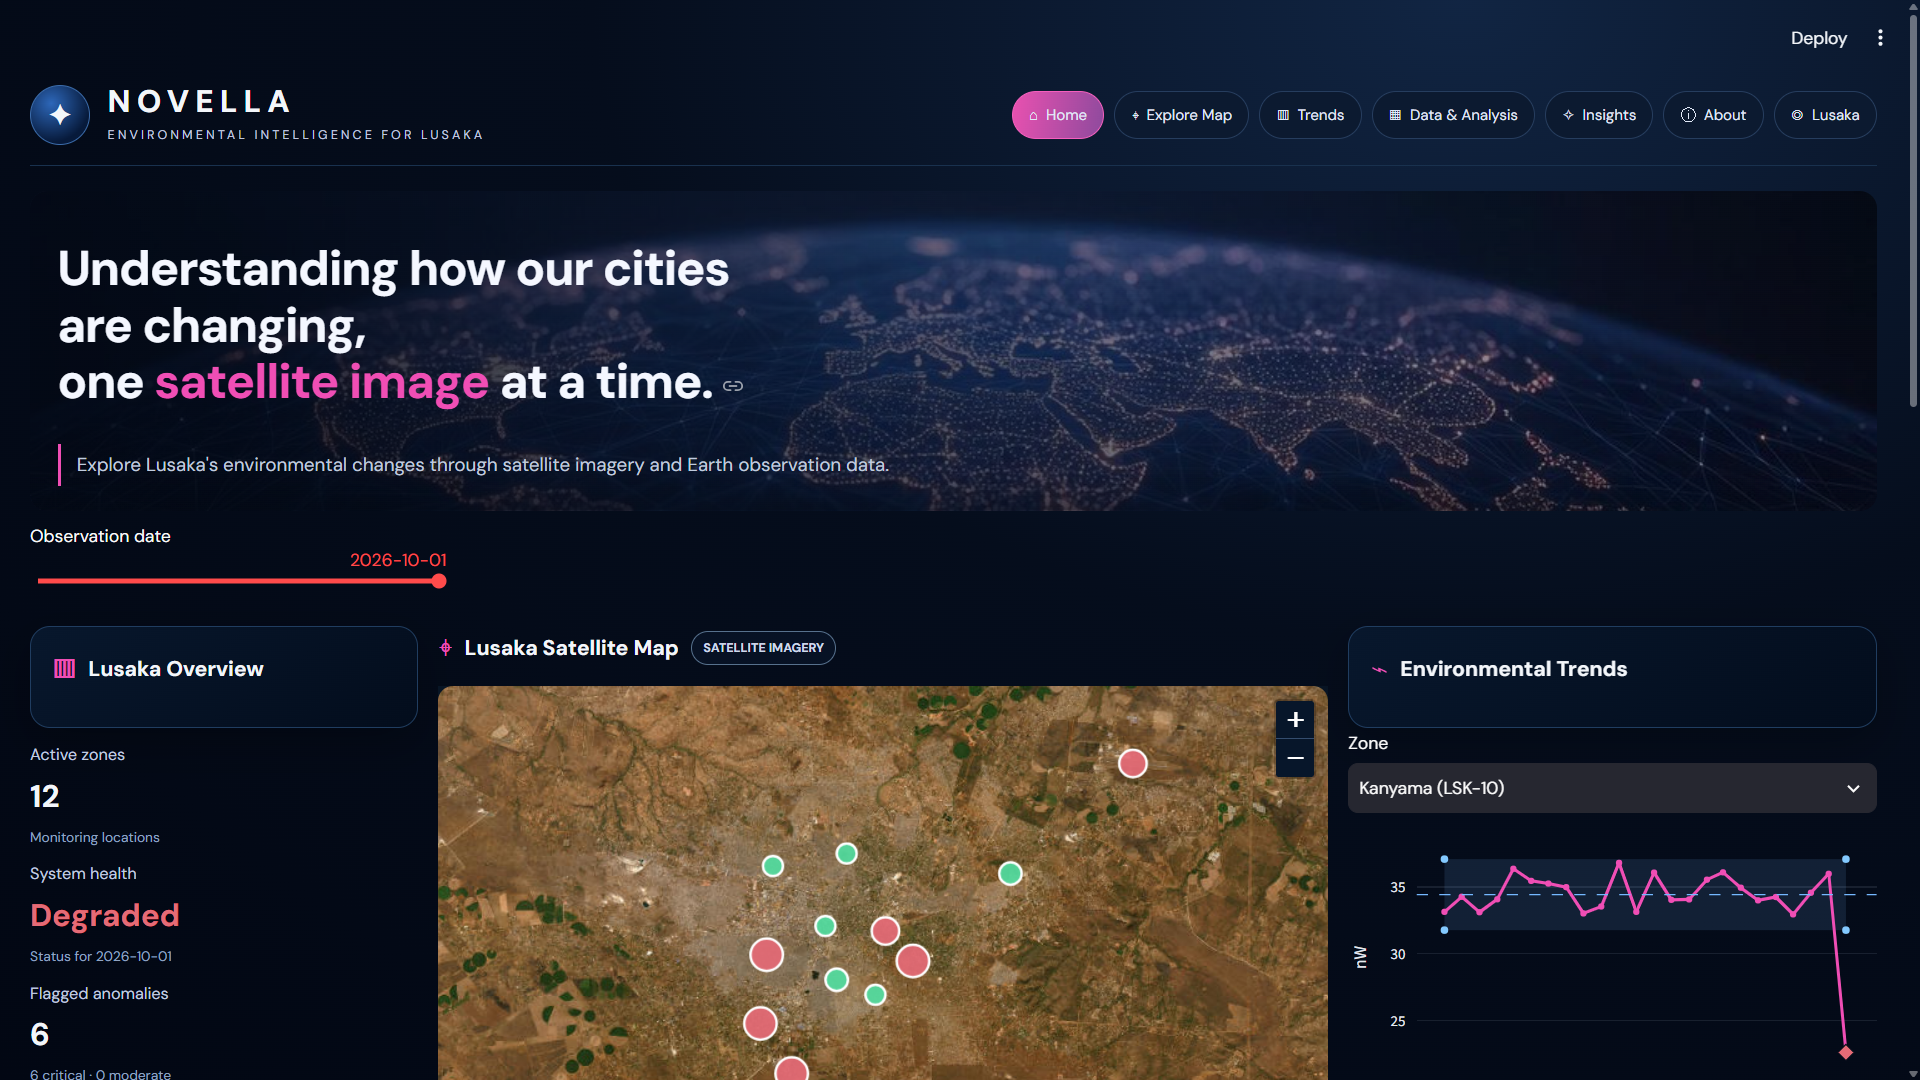 Deploy
NOVELLA
ENVIRONMENTAL INTELLIGENCE FOR LUSAKA
Home
Explore Map
Trends
Data & Analysis
Insights
About
Lusaka
Understanding how our cities
are changing,
one satellite image at a time.
Explore Lusaka's environmental changes through satellite imagery and Earth observation data.
Observation date
2026-10-01
Lusaka Overview
Active zones
12
Monitoring locations
System health
Degraded
Status for 2026-10-01
Flagged anomalies
6
6 critical · 0 moderate
Lusaka Satellite Map
SATELLITE IMAGERY
+
−
Environmental Trends
Zone
Kanyama (LSK-10)
35
30
25
nW